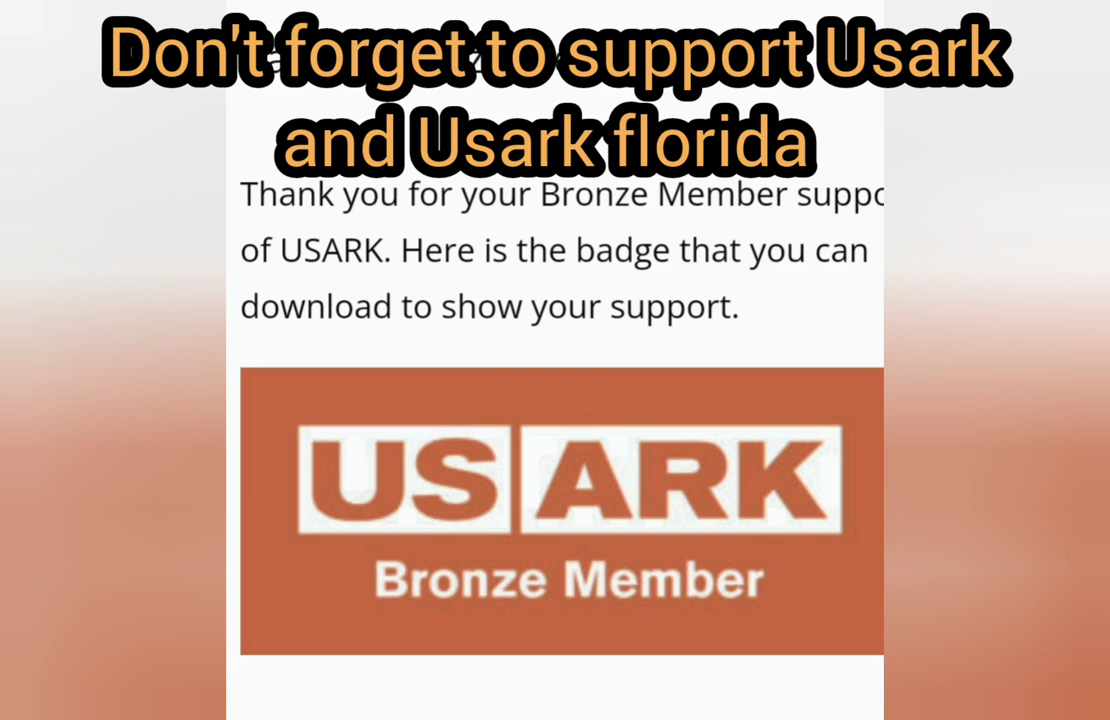 Don't forget to support Usark
and Usark florida
Thank you for your Bronze Member suppo
of USARK. Here is the badge that you can
download to show your support.
US ARK
Bronze Member